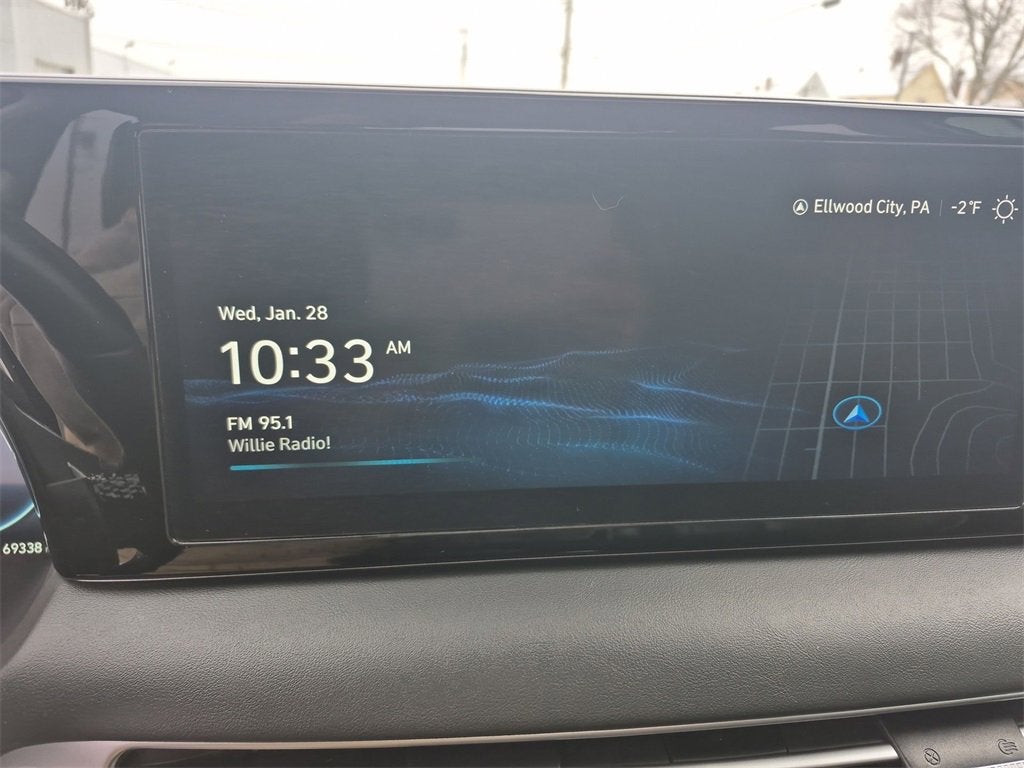 Ellwood City, PA | -2°F
Wed, Jan. 28
10:33 AM
FM 95.1
Willie Radio!
69338